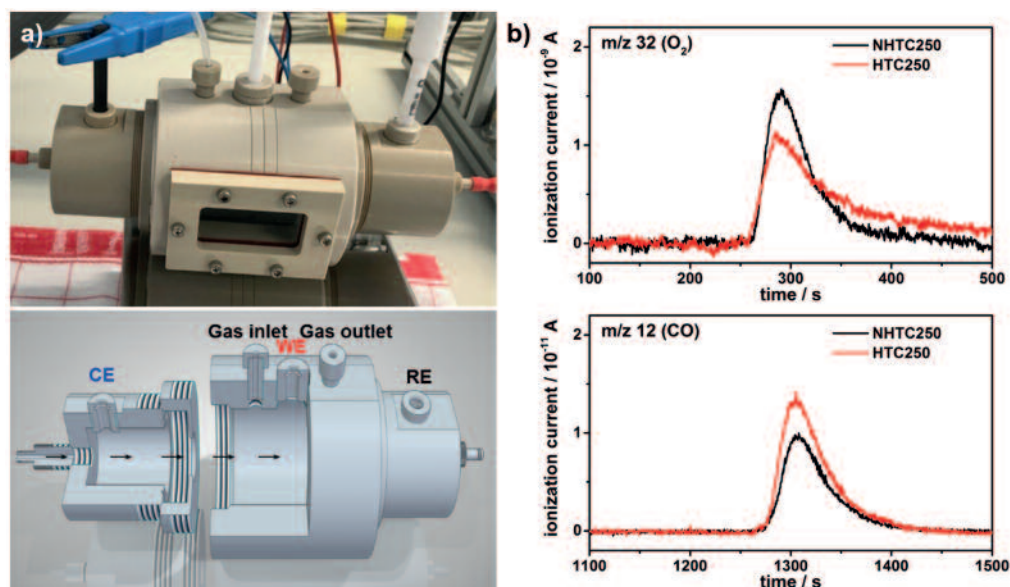 a)
Gas inlet Gas outlet
WE
CE
RE
b)
m/z 32 (O₂)
NHTC250
HTC250
ionization current / 10⁻⁹ A
2
1
0
100 200 300 400 500
time / s
m/z 12 (CO)
NHTC250
HTC250
ionization current / 10⁻¹¹ A
2
1
0
1100 1200 1300 1400 1500
time / s